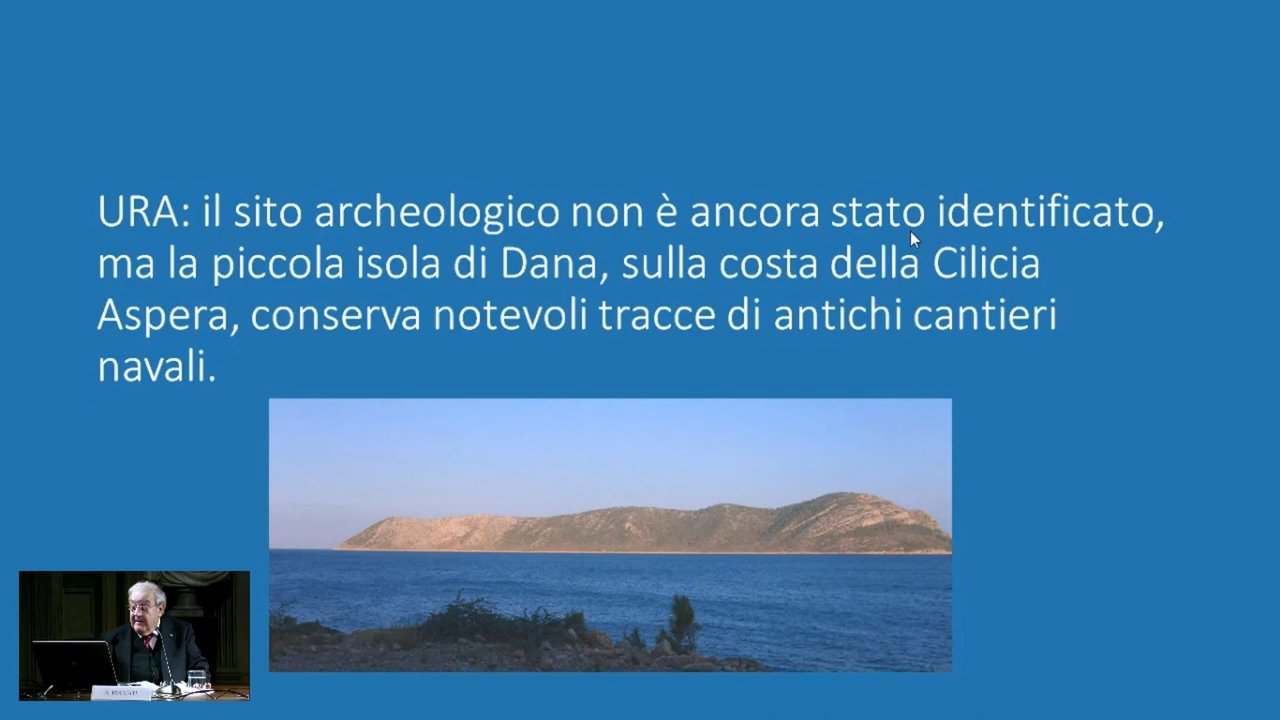 URA: il sito archeologico non è ancora stato identificato,
ma la piccola isola di Dana, sulla costa della Cilicia
Aspera, conserva notevoli tracce di antichi cantieri
navali.